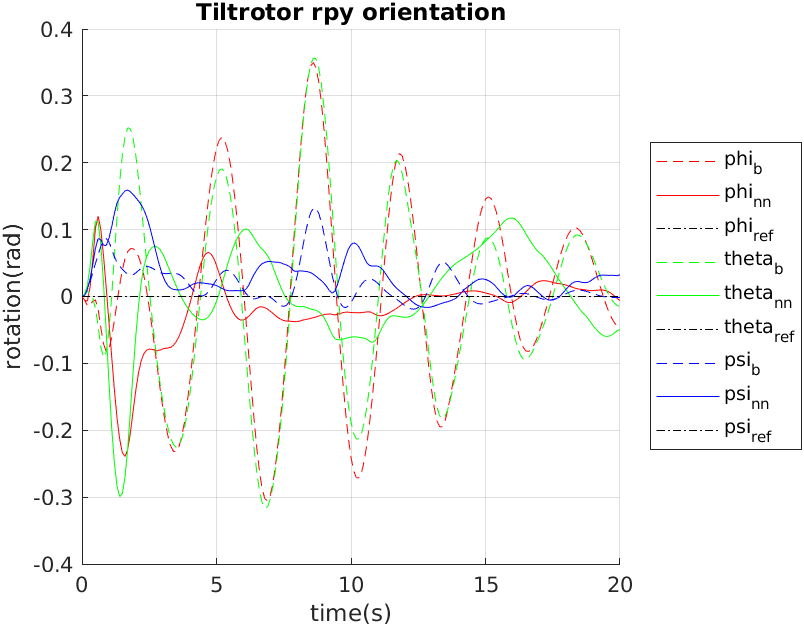 Tiltrotor rpy orientation
0.4
0.3
0.2
0.1
0
-0.1
-0.2
-0.3
-0.4
rotation(rad)
0 5 10 15 20
time(s)
phi_b
phi_nn
phi_ref
theta_b
theta_nn
theta_ref
psi_b
psi_nn
psi_ref